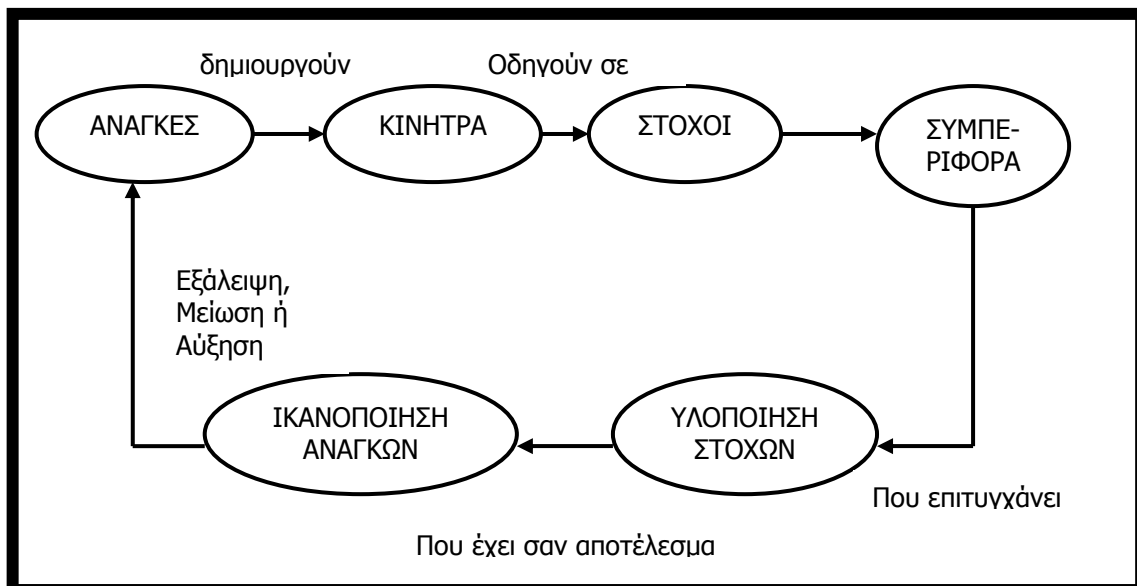 δημιουργούν
Οδηγούν σε
ΑΝΑΓΚΕΣ
ΚΙΝΗΤΡΑ
ΣΤΟΧΟΙ
ΣΥΜΠΕ-
ΡΙΦΟΡΑ
Εξάλειψη,
Μείωση ή
Αύξηση
ΙΚΑΝΟΠΟΙΗΣΗ
ΑΝΑΓΚΩΝ
ΥΛΟΠΟΙΗΣΗ
ΣΤΟΧΩΝ
Που επιτυγχάνει
Που έχει σαν αποτέλεσμα